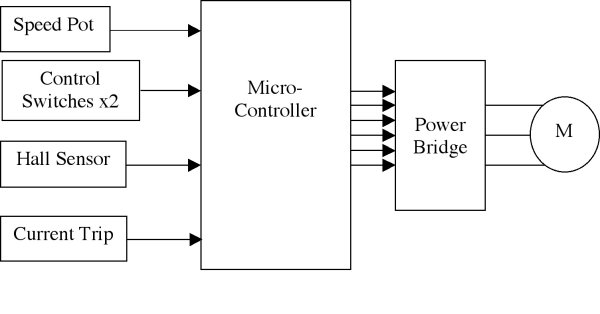 Speed Pot
Control
Switches x2
Hall Sensor
Current Trip
Micro-
Controller
Power
Bridge
M